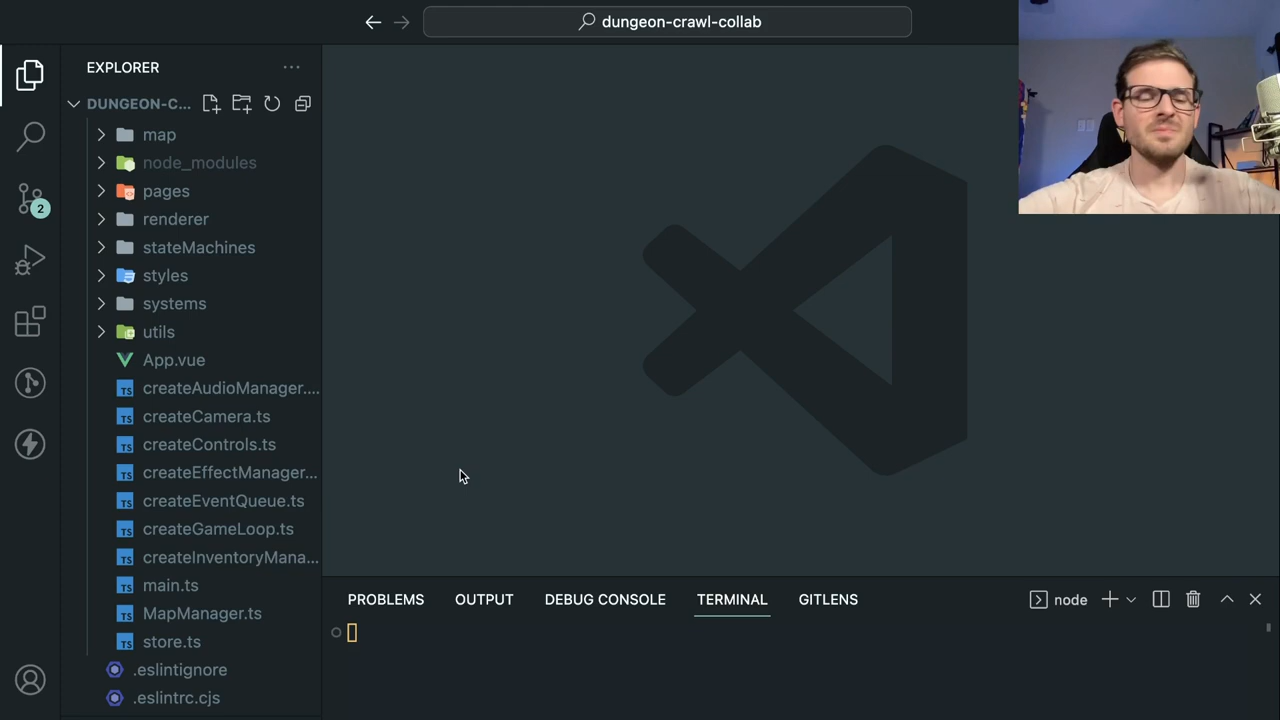 dungeon-crawl-collab
EXPLORER
DUNGEON-C...
map
node_modules
pages
renderer
stateMachines
styles
systems
utils
App.vue
createAudioManager....
createCamera.ts
createControls.ts
createEffectManager...
createEventQueue.ts
createGameLoop.ts
createInventoryMana...
main.ts
MapManager.ts
store.ts
.eslintignore
.eslintrc.cjs
2
PROBLEMS OUTPUT DEBUG CONSOLE TERMINAL GITLENS
node